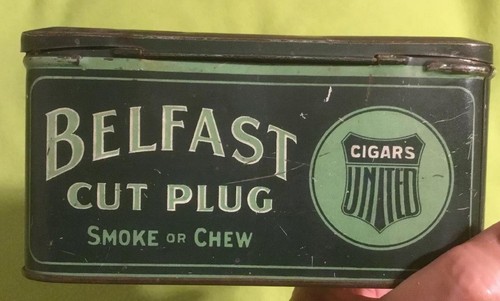 BELFAST
CUT PLUG
SMOKE OR CHEW
CIGARS
UNITED